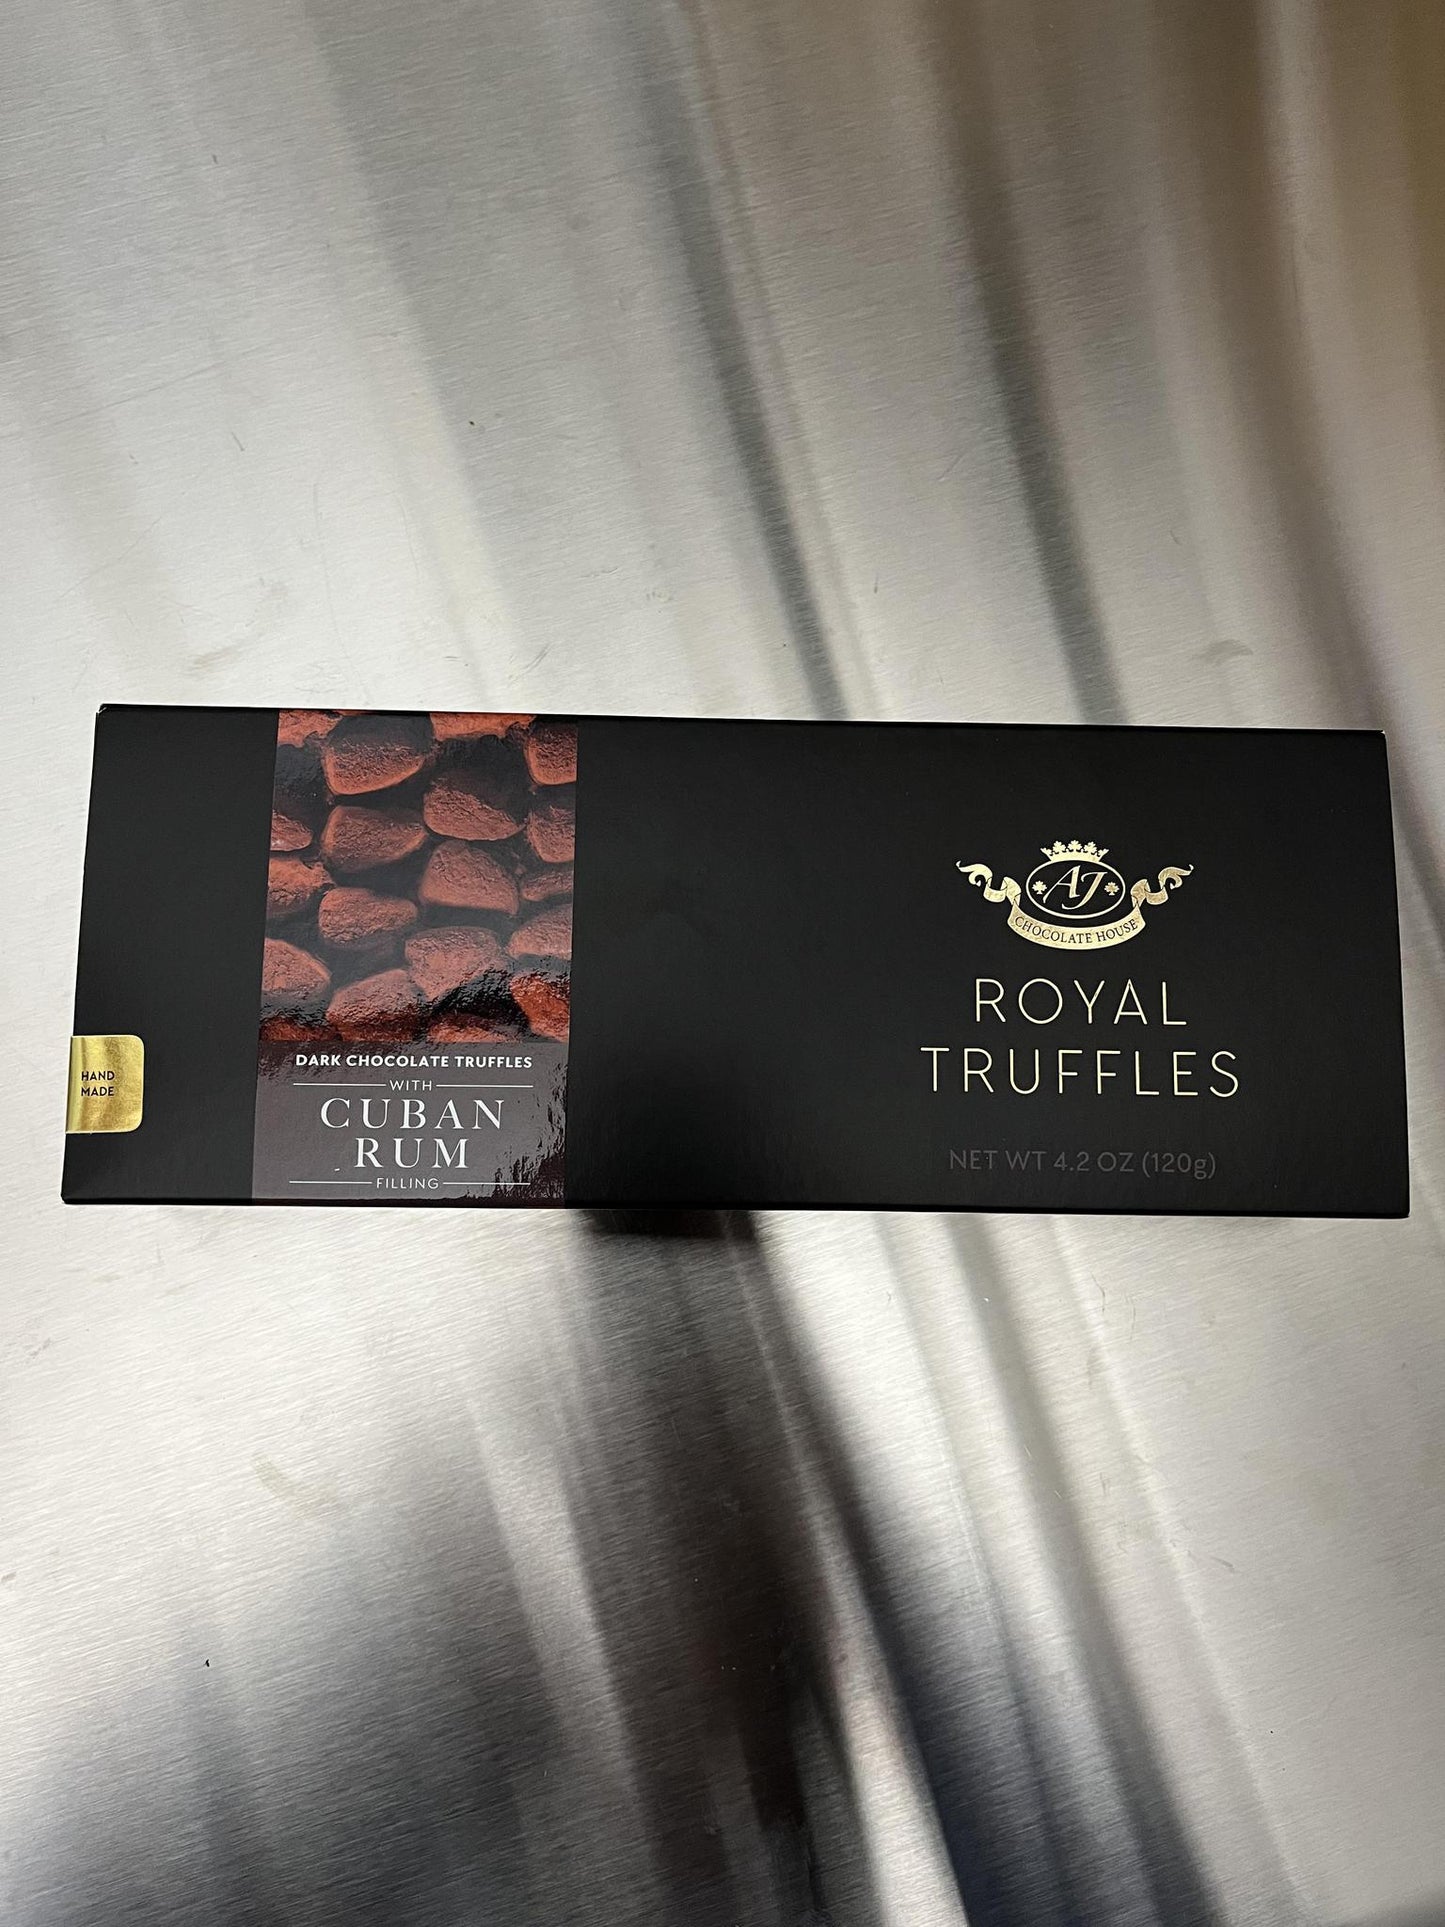 HAND
MADE
DARK CHOCOLATE TRUFFLES
WITH
CUBAN
RUM
FILLING
AJ
CHOCOLATE HOUSE
ROYAL
TRUFFLES
NET WT 4.2 OZ (120g)